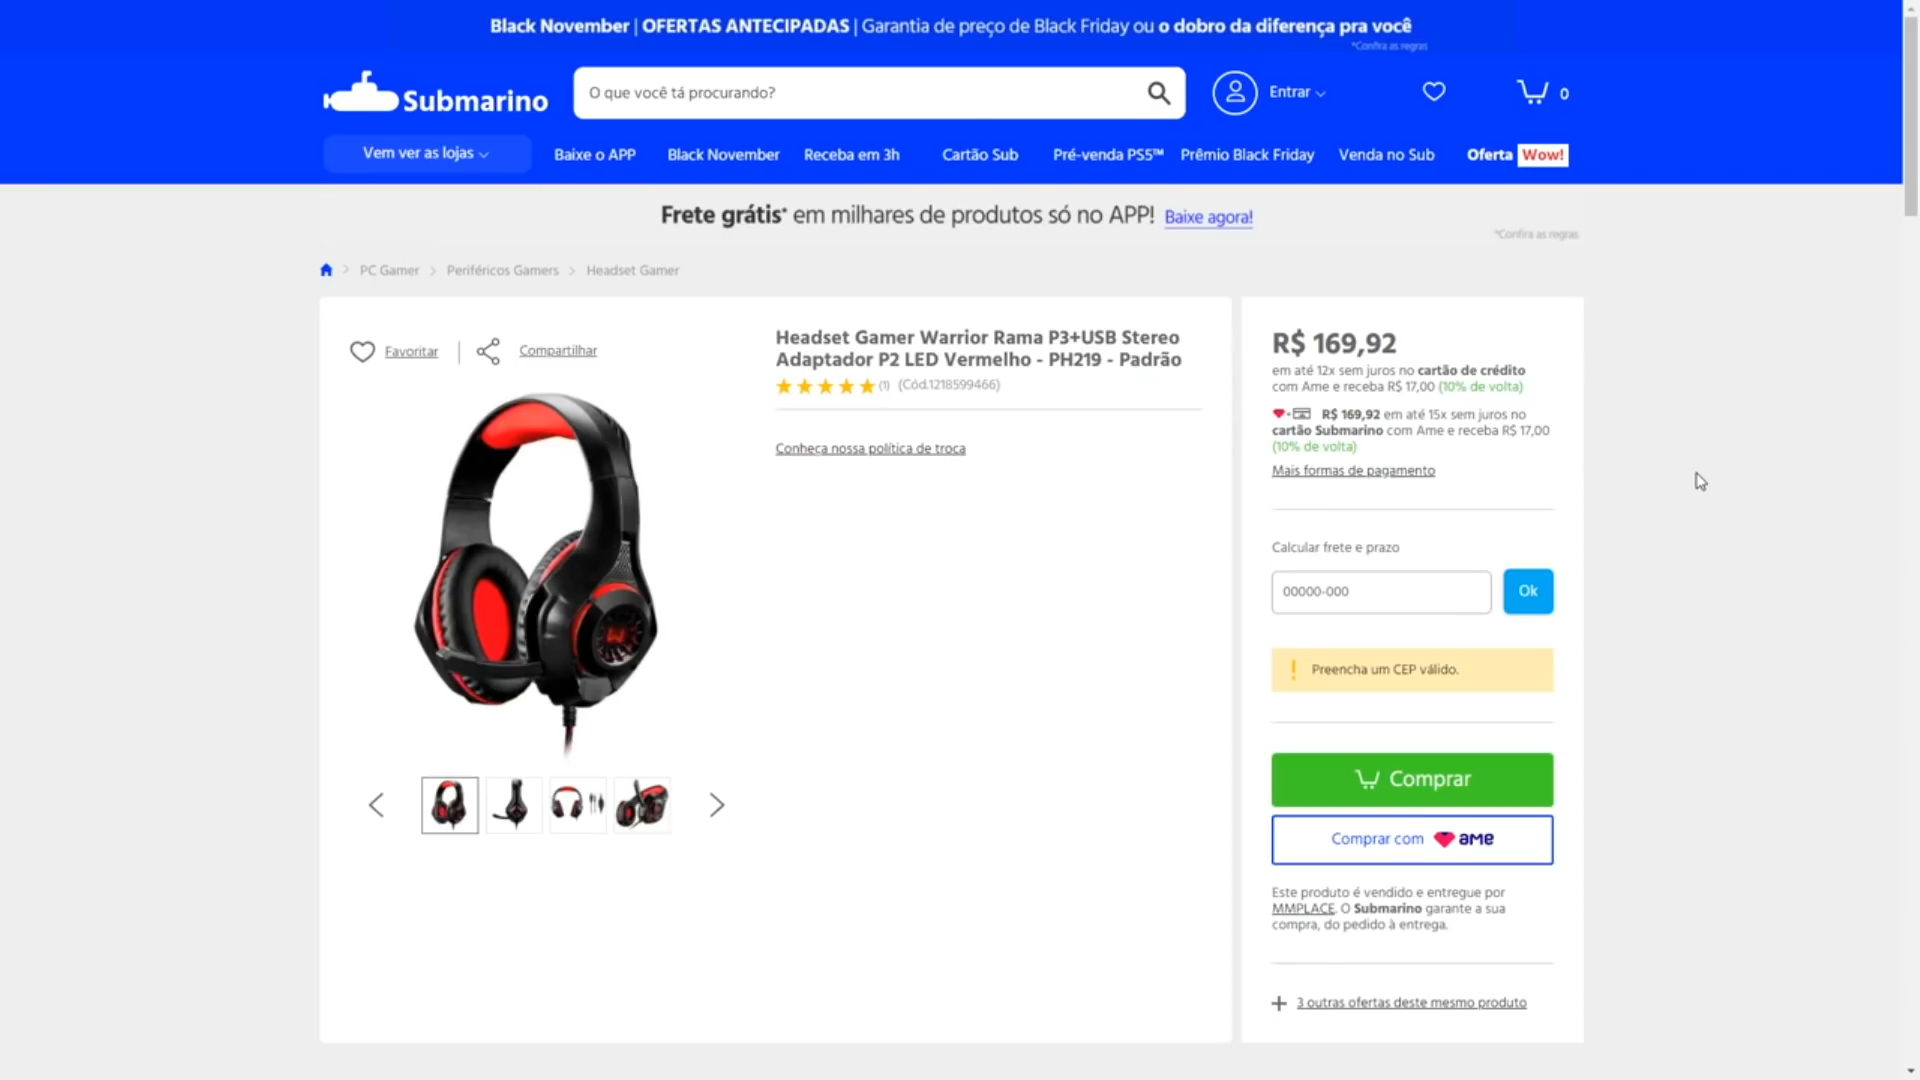 Black November | OFERTAS ANTECIPADAS | Garantia de preço de Black Friday ou o dobro da diferença pra você
*Confira as regras
Submarino
O que você tá procurando?
Entrar
0
Vem ver as lojas
Baixe o APP
Black November
Receba em 3h
Cartão Sub
Pré-venda PS5™
Prêmio Black Friday
Venda no Sub
Oferta Wow!
Frete grátis* em milhares de produtos só no APP! Baixe agora!
*Confira as regras
PC Gamer > Periféricos Gamers > Headset Gamer
Favoritar | Compartilhar
Headset Gamer Warrior Rama P3+USB Stereo
Adaptador P2 LED Vermelho - PH219 - Padrão
(1) (Cód.1218599466)
Conheça nossa política de troca
R$ 169,92
em até 12x sem juros no cartão de crédito
com Ame e receba R$ 17,00 (10% de volta)
R$ 169,92 em até 15x sem juros no
cartão Submarino com Ame e receba R$ 17,00
(10% de volta)
Mais formas de pagamento
Calcular frete e prazo
00000-000
Ok
Preencha um CEP válido.
Comprar
Comprar com ame
Este produto é vendido e entregue por
MMPLACE. O Submarino garante a sua
compra, do pedido à entrega.
+ 3 outras ofertas deste mesmo produto